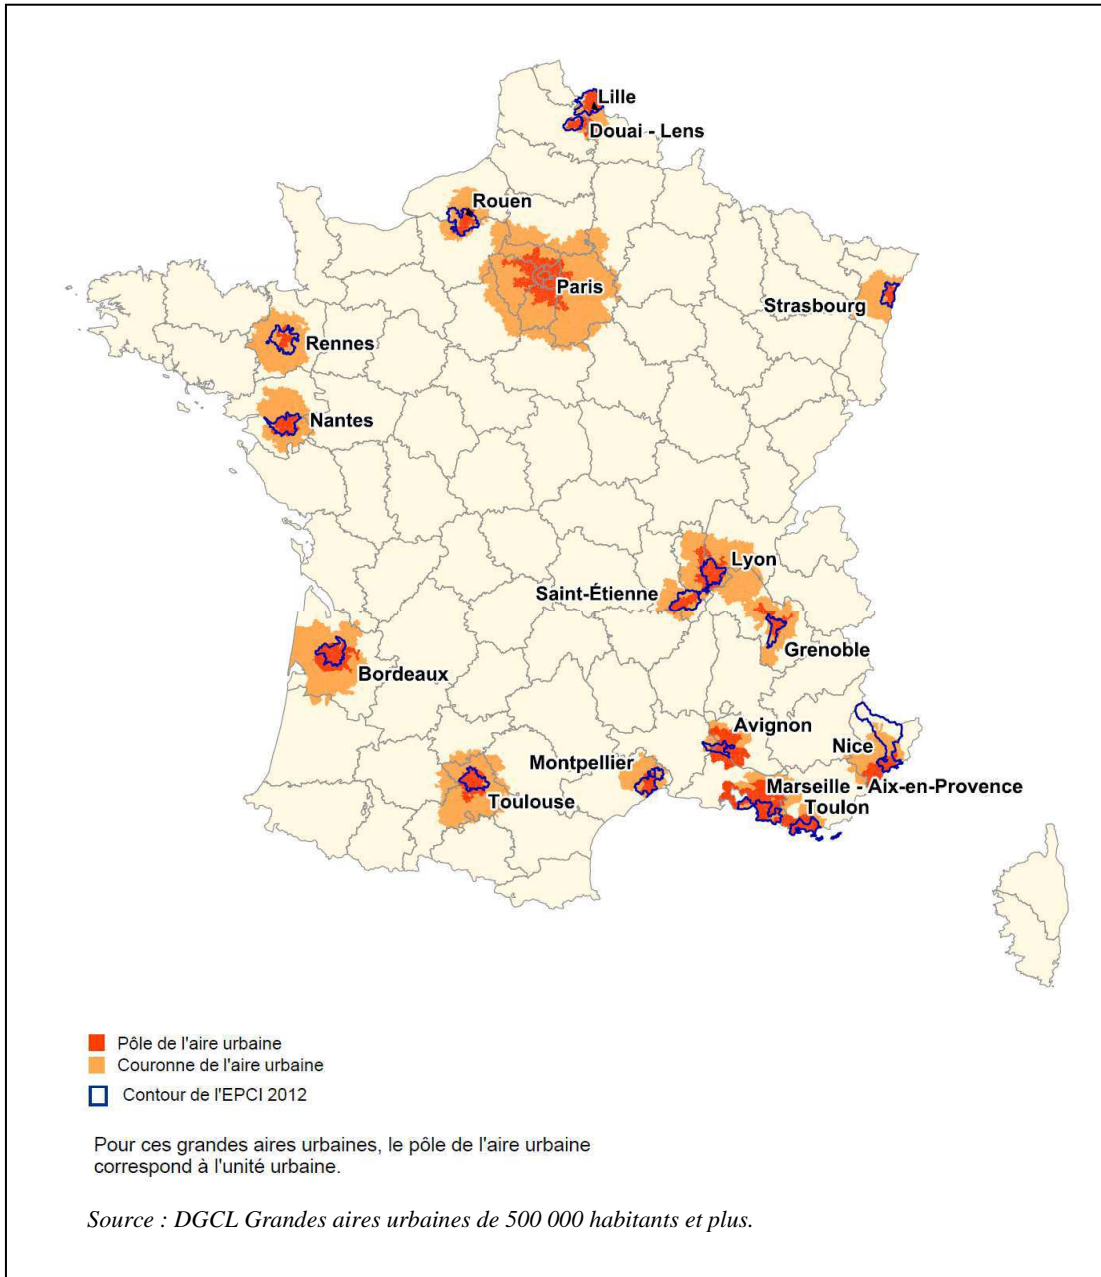 Lille
Douai - Lens
Rouen
Paris
Strasbourg
Rennes
Nantes
Lyon
Saint-Étienne
Grenoble
Bordeaux
Avignon
Nice
Montpellier
Marseille - Aix-en-Provence
Toulon
Toulouse
Pôle de l'aire urbaine
Couronne de l'aire urbaine
Contour de l'EPCI 2012
Pour ces grandes aires urbaines, le pôle de l'aire urbaine
correspond à l'unité urbaine.
Source : DGCL Grandes aires urbaines de 500 000 habitants et plus.